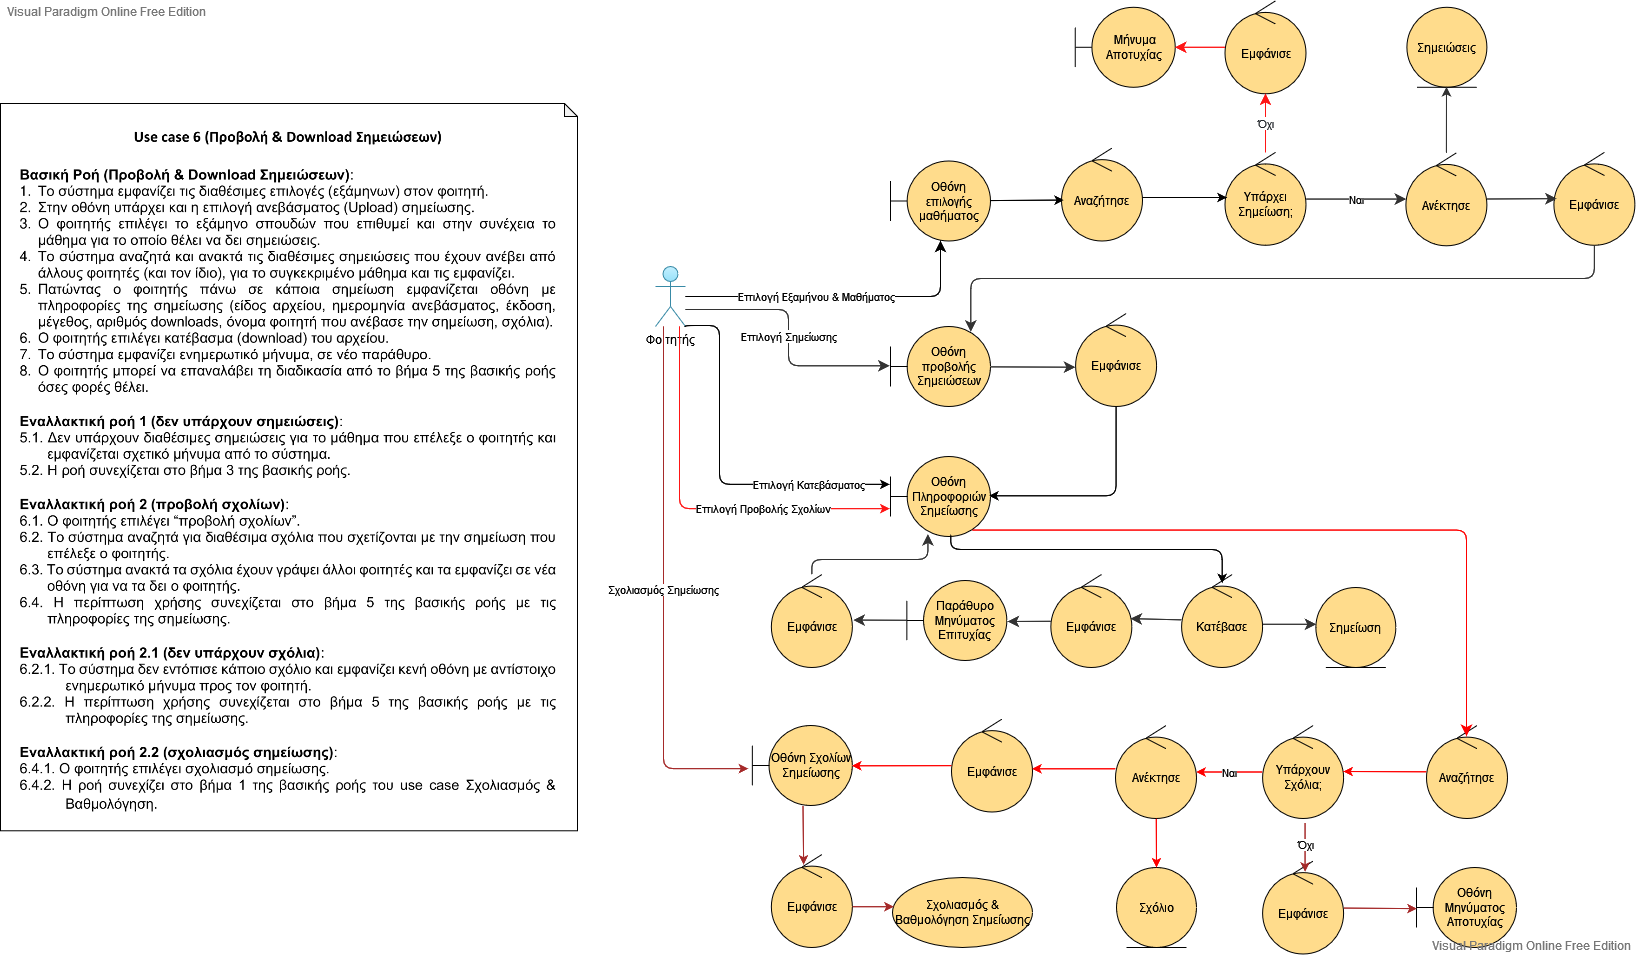 Visual Paradigm Online Free Edition
Use case 6 (Προβολή & Download Σημειώσεων)
Βασική Ροή (Προβολή & Download Σημειώσεων):
1. Το σύστημα εμφανίζει τις διαθέσιμες επιλογές (εξάμηνων) στον φοιτητή.
2. Στην οθόνη υπάρχει και η επιλογή ανεβάσματος (Upload) σημείωσης.
3. Ο φοιτητής επιλέγει το εξάμηνο σπουδών που επιθυμεί και στην συνέχεια το
μάθημα για το οποίο θέλει να δει σημειώσεις.
4. Το σύστημα αναζητά και ανακτά τις διαθέσιμες σημειώσεις που έχουν ανέβει από
άλλους φοιτητές (και τον ίδιο), για το συγκεκριμένο μάθημα και τις εμφανίζει.
5. Πατώντας ο φοιτητής πάνω σε κάποια σημείωση εμφανίζεται οθόνη με
πληροφορίες της σημείωσης (είδος αρχείου, ημερομηνία ανεβάσματος, έκδοση,
μέγεθος, αριθμός downloads, όνομα φοιτητή που ανέβασε την σημείωση, σχόλια).
6. Ο φοιτητής επιλέγει κατέβασμα (download) του αρχείου.
7. Το σύστημα εμφανίζει ενημερωτικό μήνυμα, σε νέο παράθυρο.
8. Ο φοιτητής μπορεί να επαναλάβει τη διαδικασία από το βήμα 5 της βασικής ροής
όσες φορές θέλει.
Εναλλακτική ροή 1 (δεν υπάρχουν σημειώσεις):
5.1. Δεν υπάρχουν διαθέσιμες σημειώσεις για το μάθημα που επέλεξε ο φοιτητής και
εμφανίζεται σχετικό μήνυμα από το σύστημα.
5.2. Η ροή συνεχίζεται στο βήμα 3 της βασικής ροής.
Εναλλακτική ροή 2 (προβολή σχολίων):
6.1. Ο φοιτητής επιλέγει “προβολή σχολίων”.
6.2. Το σύστημα αναζητά για διαθέσιμα σχόλια που σχετίζονται με την σημείωση που
επέλεξε ο φοιτητής.
6.3. Το σύστημα ανακτά τα σχόλια έχουν γράψει άλλοι φοιτητές και τα εμφανίζει σε νέα
οθόνη για να τα δει ο φοιτητής.
6.4. Η περίπτωση χρήσης συνεχίζεται στο βήμα 5 της βασικής ροής με τις
πληροφορίες της σημείωσης.
Εναλλακτική ροή 2.1 (δεν υπάρχουν σχόλια):
6.2.1. Το σύστημα δεν εντόπισε κάποιο σχόλιο και εμφανίζει κενή οθόνη με αντίστοιχο
ενημερωτικό μήνυμα προς τον φοιτητή.
6.2.2. Η περίπτωση χρήσης συνεχίζεται στο βήμα 5 της βασικής ροής με τις
πληροφορίες της σημείωσης.
Εναλλακτική ροή 2.2 (σχολιασμός σημείωσης):
6.4.1. Ο φοιτητής επιλέγει σχολιασμό σημείωσης.
6.4.2. Η ροή συνεχίζει στο βήμα 1 της βασικής ροής του use case Σχολιασμός &
Βαθμολόγηση.
Μήνυμα
Αποτυχίας
Εμφάνισε
Σημειώσεις
Όχι
Οθόνη
επιλογής
μαθήματος
Αναζήτησε
Υπάρχει
Σημείωση;
Ναι
Ανέκτησε
Εμφάνισε
Επιλογή Εξαμήνου & Μαθήματος
Φοιτητής
Επιλογή Σημείωσης
Οθόνη
προβολής
Σημειώσεων
Εμφάνισε
Επιλογή Κατεβάσματος
Επιλογή Προβολής Σχολίων
Οθόνη
Πληροφοριών
Σημείωσης
Σχολιασμός Σημείωσης
Εμφάνισε
Παράθυρο
Μηνύματος
Επιτυχίας
Εμφάνισε
Κατέβασε
Σημείωση
Οθόνη Σχολίων
Σημείωσης
Εμφάνισε
Ανέκτησε
Ναι
Υπάρχουν
Σχόλια;
Αναζήτησε
Όχι
Εμφάνισε
Σχολιασμός &
Βαθμολόγηση Σημείωσης
Σχόλιο
Εμφάνισε
Οθόνη
Μηνύματος
Αποτυχίας
Visual Paradigm Online Free Edition